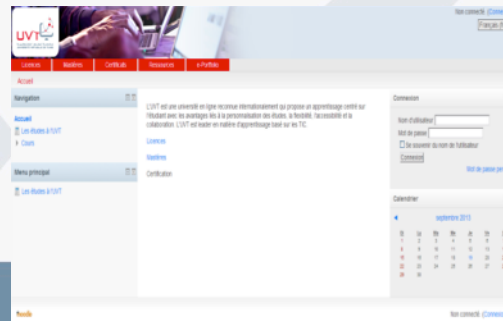 Non connecté (Connexion
Français (f
UVT
Licences Mastères Certificats Ressources e-Portfolio
Accueil
Navigation
Accueil
Les études à l'UVT
Cours
Menu principal
Les études à l'UVT
L'UVT est une université en ligne reconnue internationalement qui propose un apprentissage centré sur
l'étudiant avec les avantages liés à la personnalisation des études, la flexibilité, l'accessibilité et la
collaboration. L'UVT est leader en matière d'apprentissage basé sur les TIC.
Licences
Mastères
Certification
Connexion
Nom d'utilisateur
Mot de passe
Se souvenir du nom de l'utilisateur
Connexion
Mot de passe per
Calendrier
septembre 2013
Di Lu Ma Me Je Ve
1 2 3 4 5 6
8 9 10 11 12 13
15 16 17 18 19 20
22 23 24 25 26 27
29 30
moodle
Non connecté (Connexion